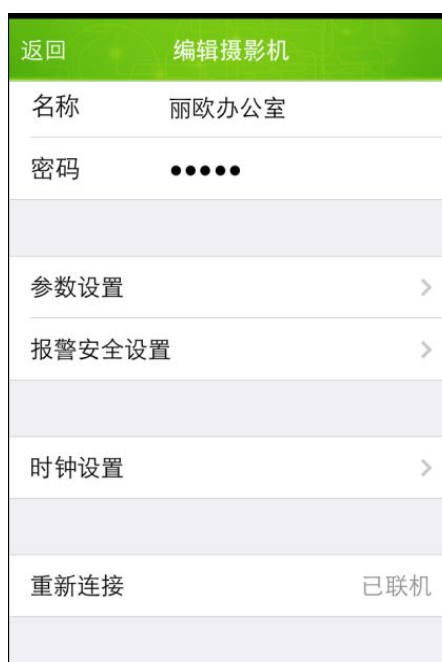 返回 编辑摄影机
名称 丽欧办公室
密码 •••••
参数设置
报警安全设置
时钟设置
重新连接 已联机